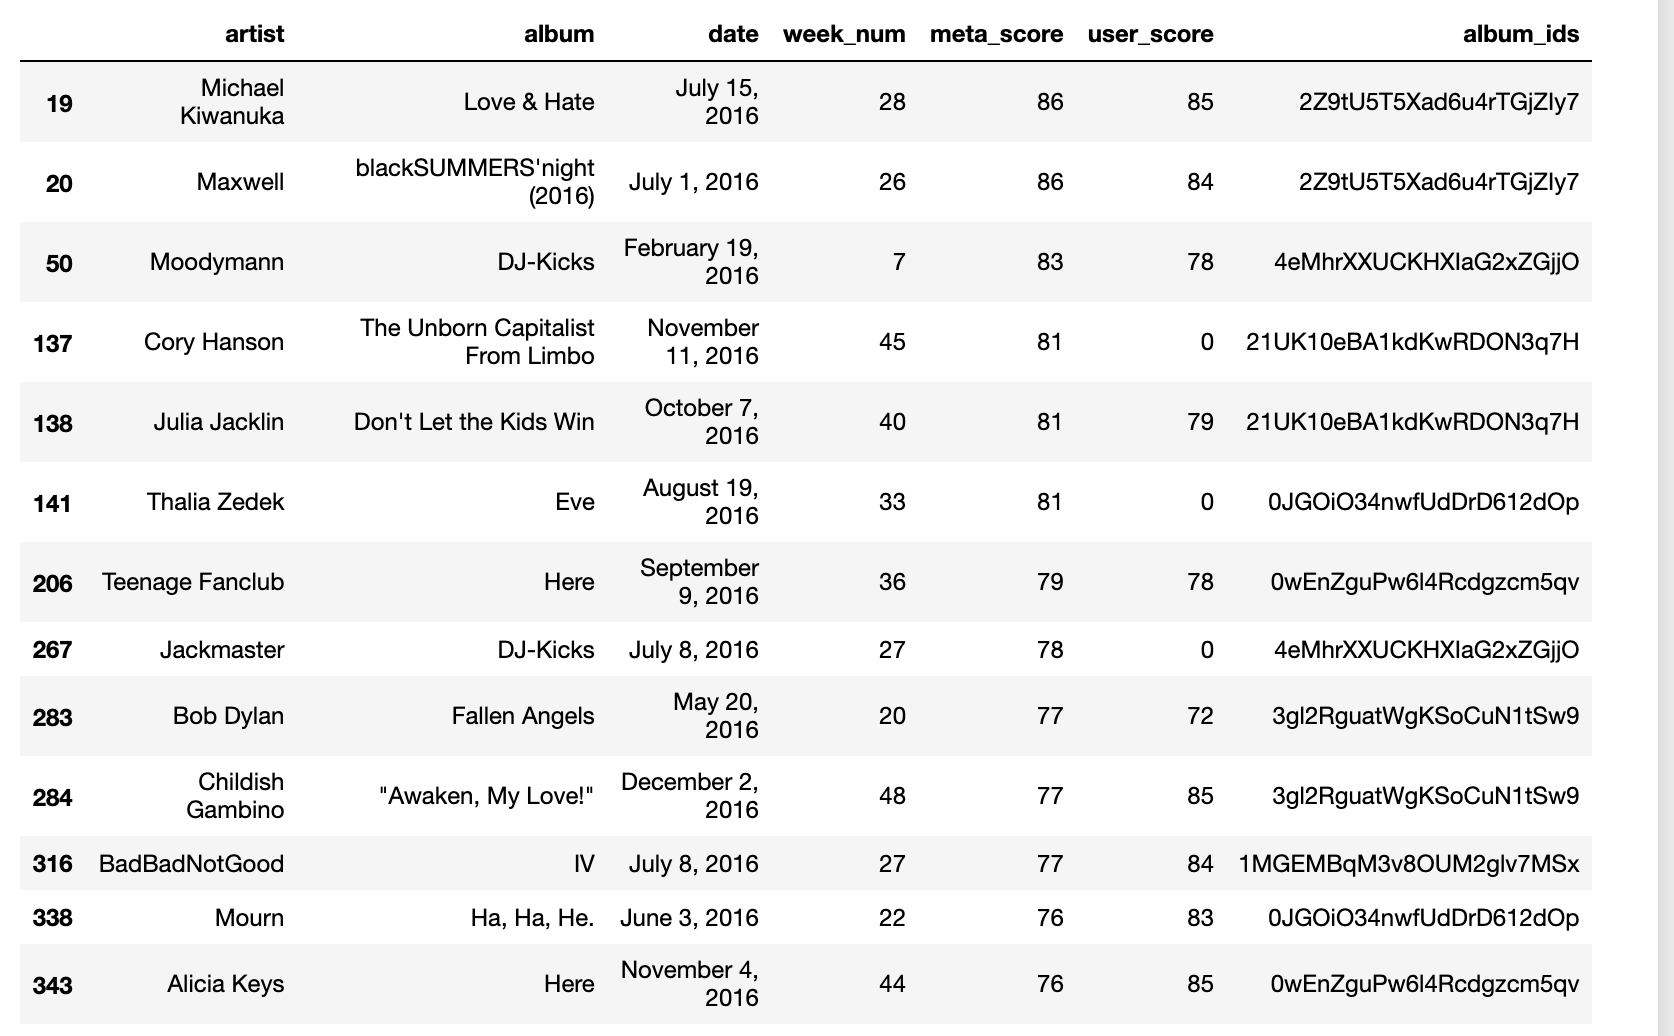 artist album date week_num meta_score user_score album_ids
19 Michael Kiwanuka Love & Hate July 15, 2016 28 86 85 2Z9tU5T5Xad6u4rTGjZIy7
20 Maxwell blackSUMMERS'night (2016) July 1, 2016 26 86 84 2Z9tU5T5Xad6u4rTGjZIy7
50 Moodymann DJ-Kicks February 19, 2016 7 83 78 4eMhrXXUCKHXIaG2xZGjjO
137 Cory Hanson The Unborn Capitalist From Limbo November 11, 2016 45 81 0 21UK10eBA1kdKwRDON3q7H
138 Julia Jacklin Don't Let the Kids Win October 7, 2016 40 81 79 21UK10eBA1kdKwRDON3q7H
141 Thalia Zedek Eve August 19, 2016 33 81 0 0JGOiO34nwfUdDrD612dOp
206 Teenage Fanclub Here September 9, 2016 36 79 78 0wEnZguPw6l4Rcdgzcm5qv
267 Jackmaster DJ-Kicks July 8, 2016 27 78 0 4eMhrXXUCKHXIaG2xZGjjO
283 Bob Dylan Fallen Angels May 20, 2016 20 77 72 3gl2RguatWgKSoCuN1tSw9
284 Childish Gambino "Awaken, My Love!" December 2, 2016 48 77 85 3gl2RguatWgKSoCuN1tSw9
316 BadBadNotGood IV July 8, 2016 27 77 84 1MGEMBqM3v8OUM2glv7MSx
338 Mourn Ha, Ha, He. June 3, 2016 22 76 83 0JGOiO34nwfUdDrD612dOp
343 Alicia Keys Here November 4, 2016 44 76 85 0wEnZguPw6l4Rcdgzcm5qv